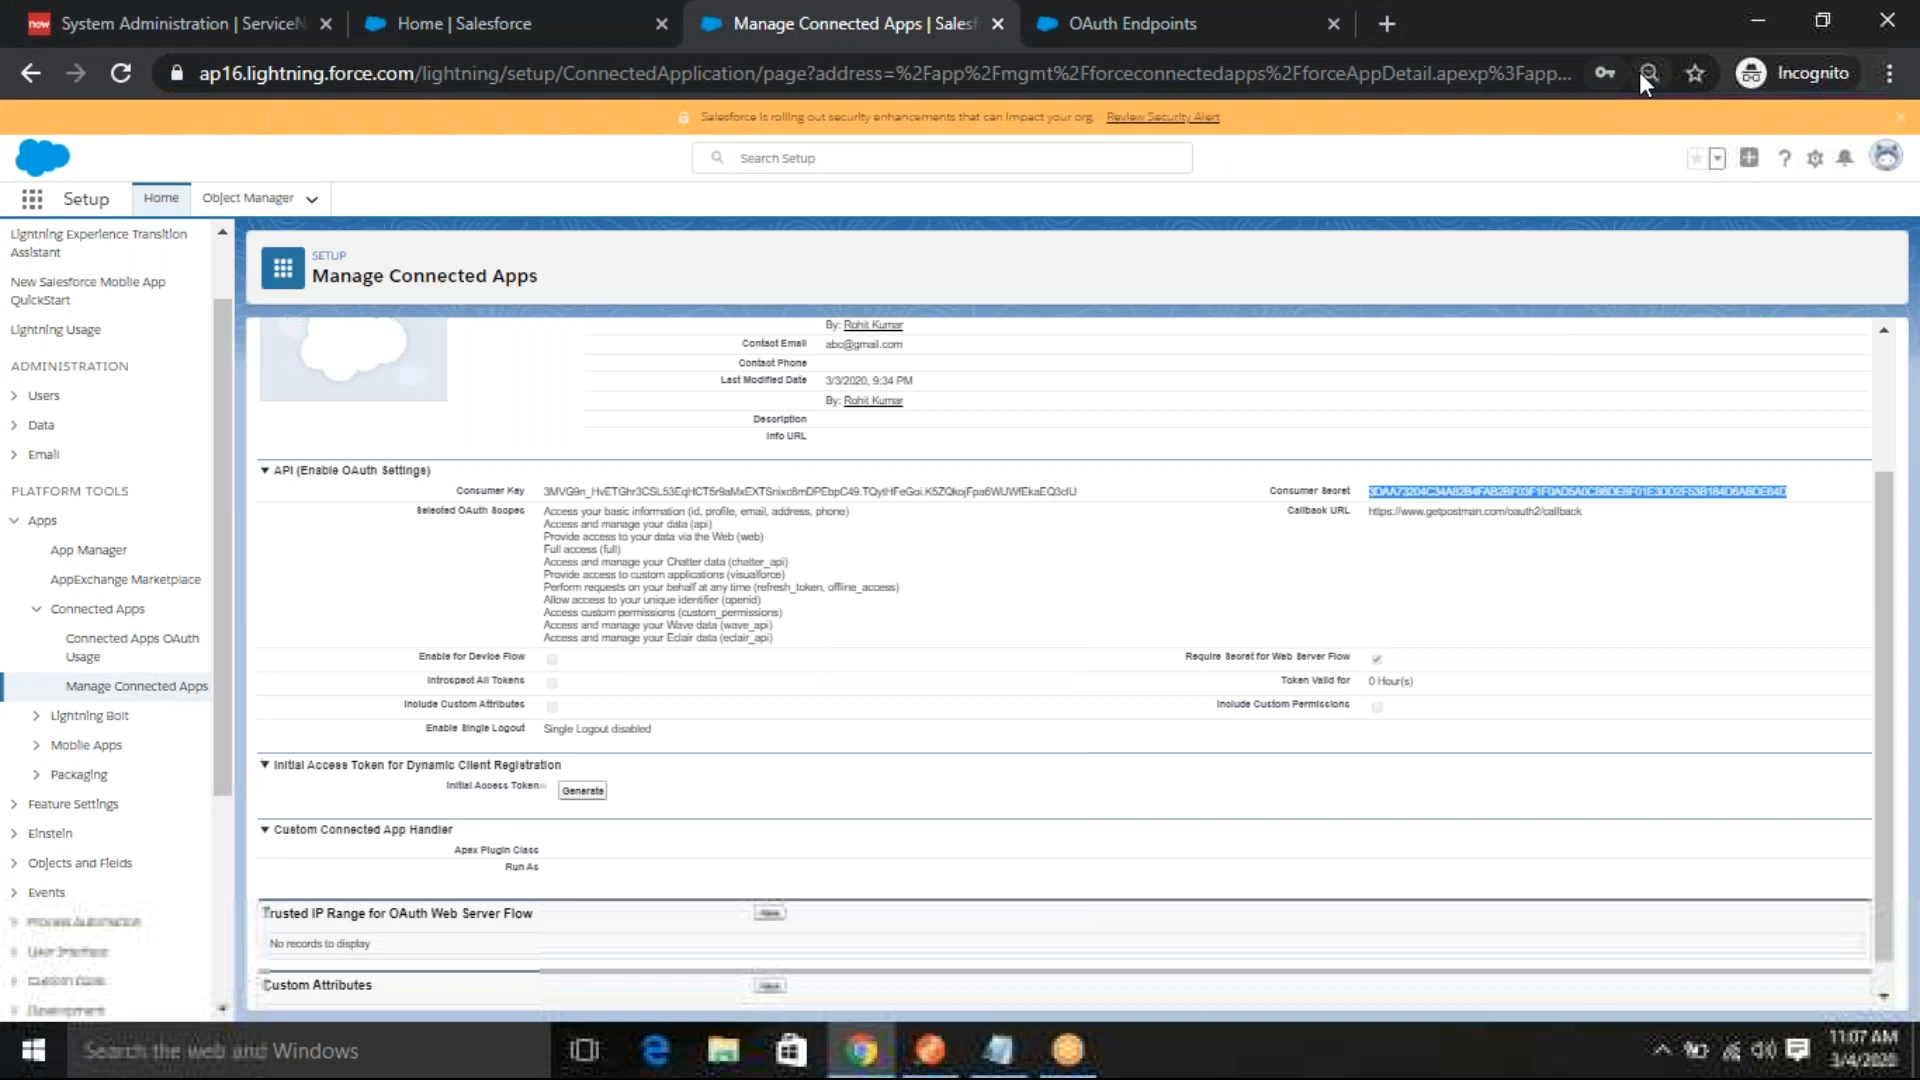 now System Administration | ServiceN
Home | Salesforce
Manage Connected Apps | Salesf
OAuth Endpoints
ap16.lightning.force.com/lightning/setup/ConnectedApplication/page?address=%2Fapp%2Fmgmt%2Fforceconnectedapps%2FforceAppDetail.apexp%3Fapp...
Incognito
Salesforce is rolling out security enhancements that can impact your org. Review Security Alert
Search Setup
Setup
Home
Object Manager
Lightning Experience Transition
Assistant
New Salesforce Mobile App
QuickStart
Lightning Usage
ADMINISTRATION
Users
Data
Email
PLATFORM TOOLS
Apps
App Manager
AppExchange Marketplace
Connected Apps
Connected Apps OAuth
Usage
Manage Connected Apps
Lightning Bolt
Mobile Apps
Packaging
Feature Settings
Einstein
Objects and Fields
Events
Process Automation
User Interface
Custom Code
Development
SETUP
Manage Connected Apps
By: Rohit Kumar
Contact Email abc@gmail.com
Contact Phone
Last Modified Date 3/3/2020, 9:34 PM
By: Rohit Kumar
Description
Info URL
API (Enable OAuth Settings)
Consumer Key
Consumer Secret
Selected OAuth Scopes Access your basic information (id, profile, email, address, phone)
Access and manage your data (api)
Provide access to your data via the Web (web)
Full access (full)
Access and manage your Chatter data (chatter_api)
Provide access to custom applications (visualforce)
Perform requests on your behalf at any time (refresh_token, offline_access)
Allow access to your unique identifier (openid)
Access custom permissions (custom_permissions)
Access and manage your Wave data (wave_api)
Access and manage your Eclair data (eclair_api)
Callback URL https://www.getpostman.com/oauth2/callback
Enable for Device Flow
Require Secret for Web Server Flow
Introspect All Tokens
Token Valid for 0 Hour(s)
Include Custom Attributes
Include Custom Permissions
Enable Single Logout Single Logout disabled
Initial Access Token for Dynamic Client Registration
Initial Access Token Generate
Custom Connected App Handler
Apex Plugin Class
Run As
Trusted IP Range for OAuth Web Server Flow New
No records to display
Custom Attributes New
Search the web and Windows
11:07 AM
3/4/2020